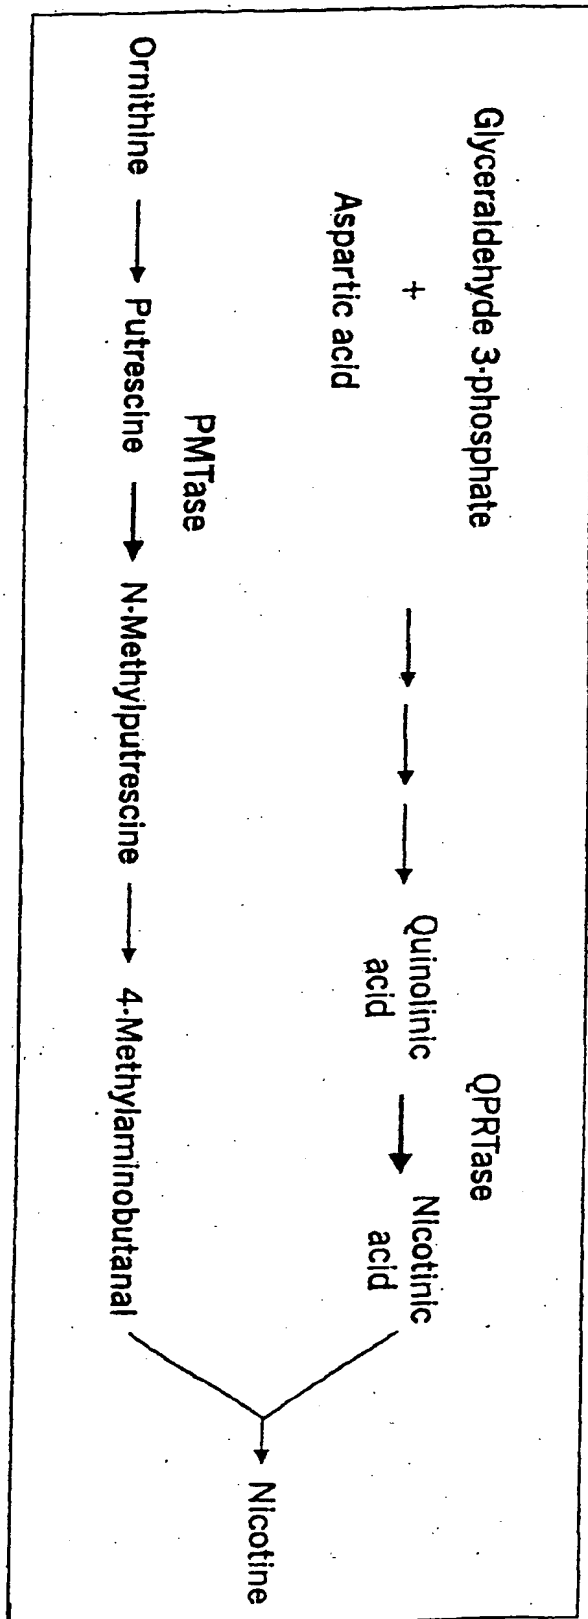 Glyceraldehyde 3-phosphate
+
Aspartic acid
Quinolinic
acid
QPRTase
Nicotinic
acid
PMTase
Ornithine → Putrescine → N-Methylputrescine → 4-Methylaminobutanal
Nicotine